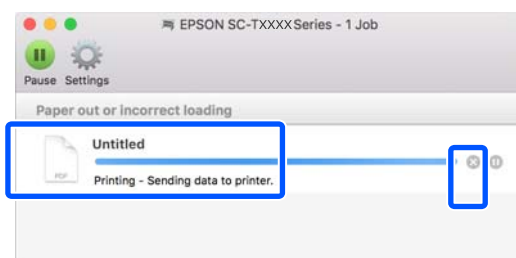 EPSON SC-TXXXX Series - 1 Job
Pause Settings
Paper out or incorrect loading
Untitled
PDF
Printing - Sending data to printer.